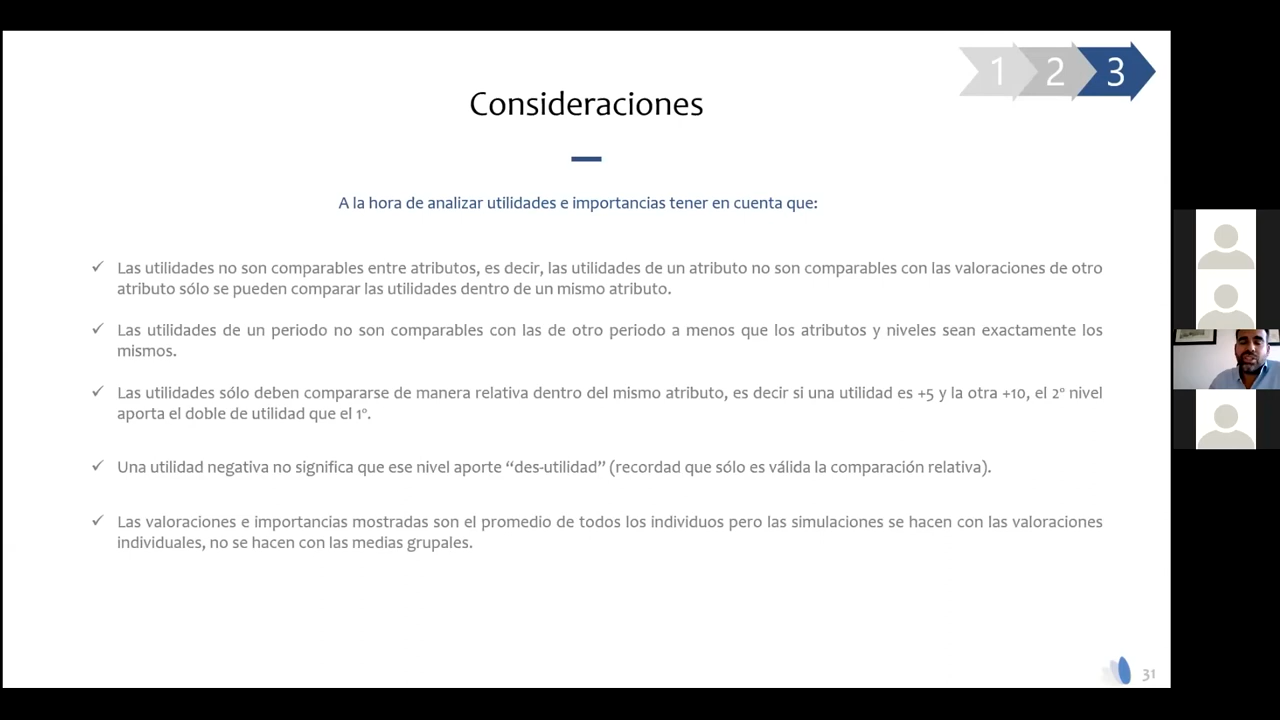 1 2 3
Consideraciones
A la hora de analizar utilidades e importancias tener en cuenta que:
✓ Las utilidades no son comparables entre atributos, es decir, las utilidades de un atributo no son comparables con las valoraciones de otro
atributo sólo se pueden comparar las utilidades dentro de un mismo atributo.
✓ Las utilidades de un periodo no son comparables con las de otro periodo a menos que los atributos y niveles sean exactamente los
mismos.
✓ Las utilidades sólo deben compararse de manera relativa dentro del mismo atributo, es decir si una utilidad es +5 y la otra +10, el 2º nivel
aporta el doble de utilidad que el 1º.
✓ Una utilidad negativa no significa que ese nivel aporte “des-utilidad” (recordad que sólo es válida la comparación relativa).
✓ Las valoraciones e importancias mostradas son el promedio de todos los individuos pero las simulaciones se hacen con las valoraciones
individuales, no se hacen con las medias grupales.
31